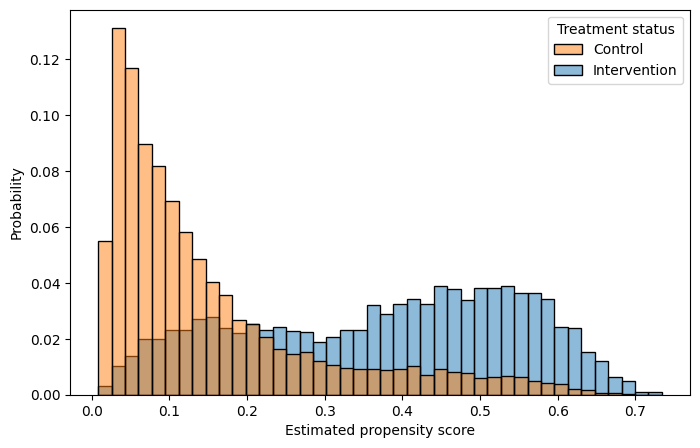 Treatment status
Control
Intervention
Probability
0.12
0.10
0.08
0.06
0.04
0.02
0.00
0.0 0.1 0.2 0.3 0.4 0.5 0.6 0.7
Estimated propensity score